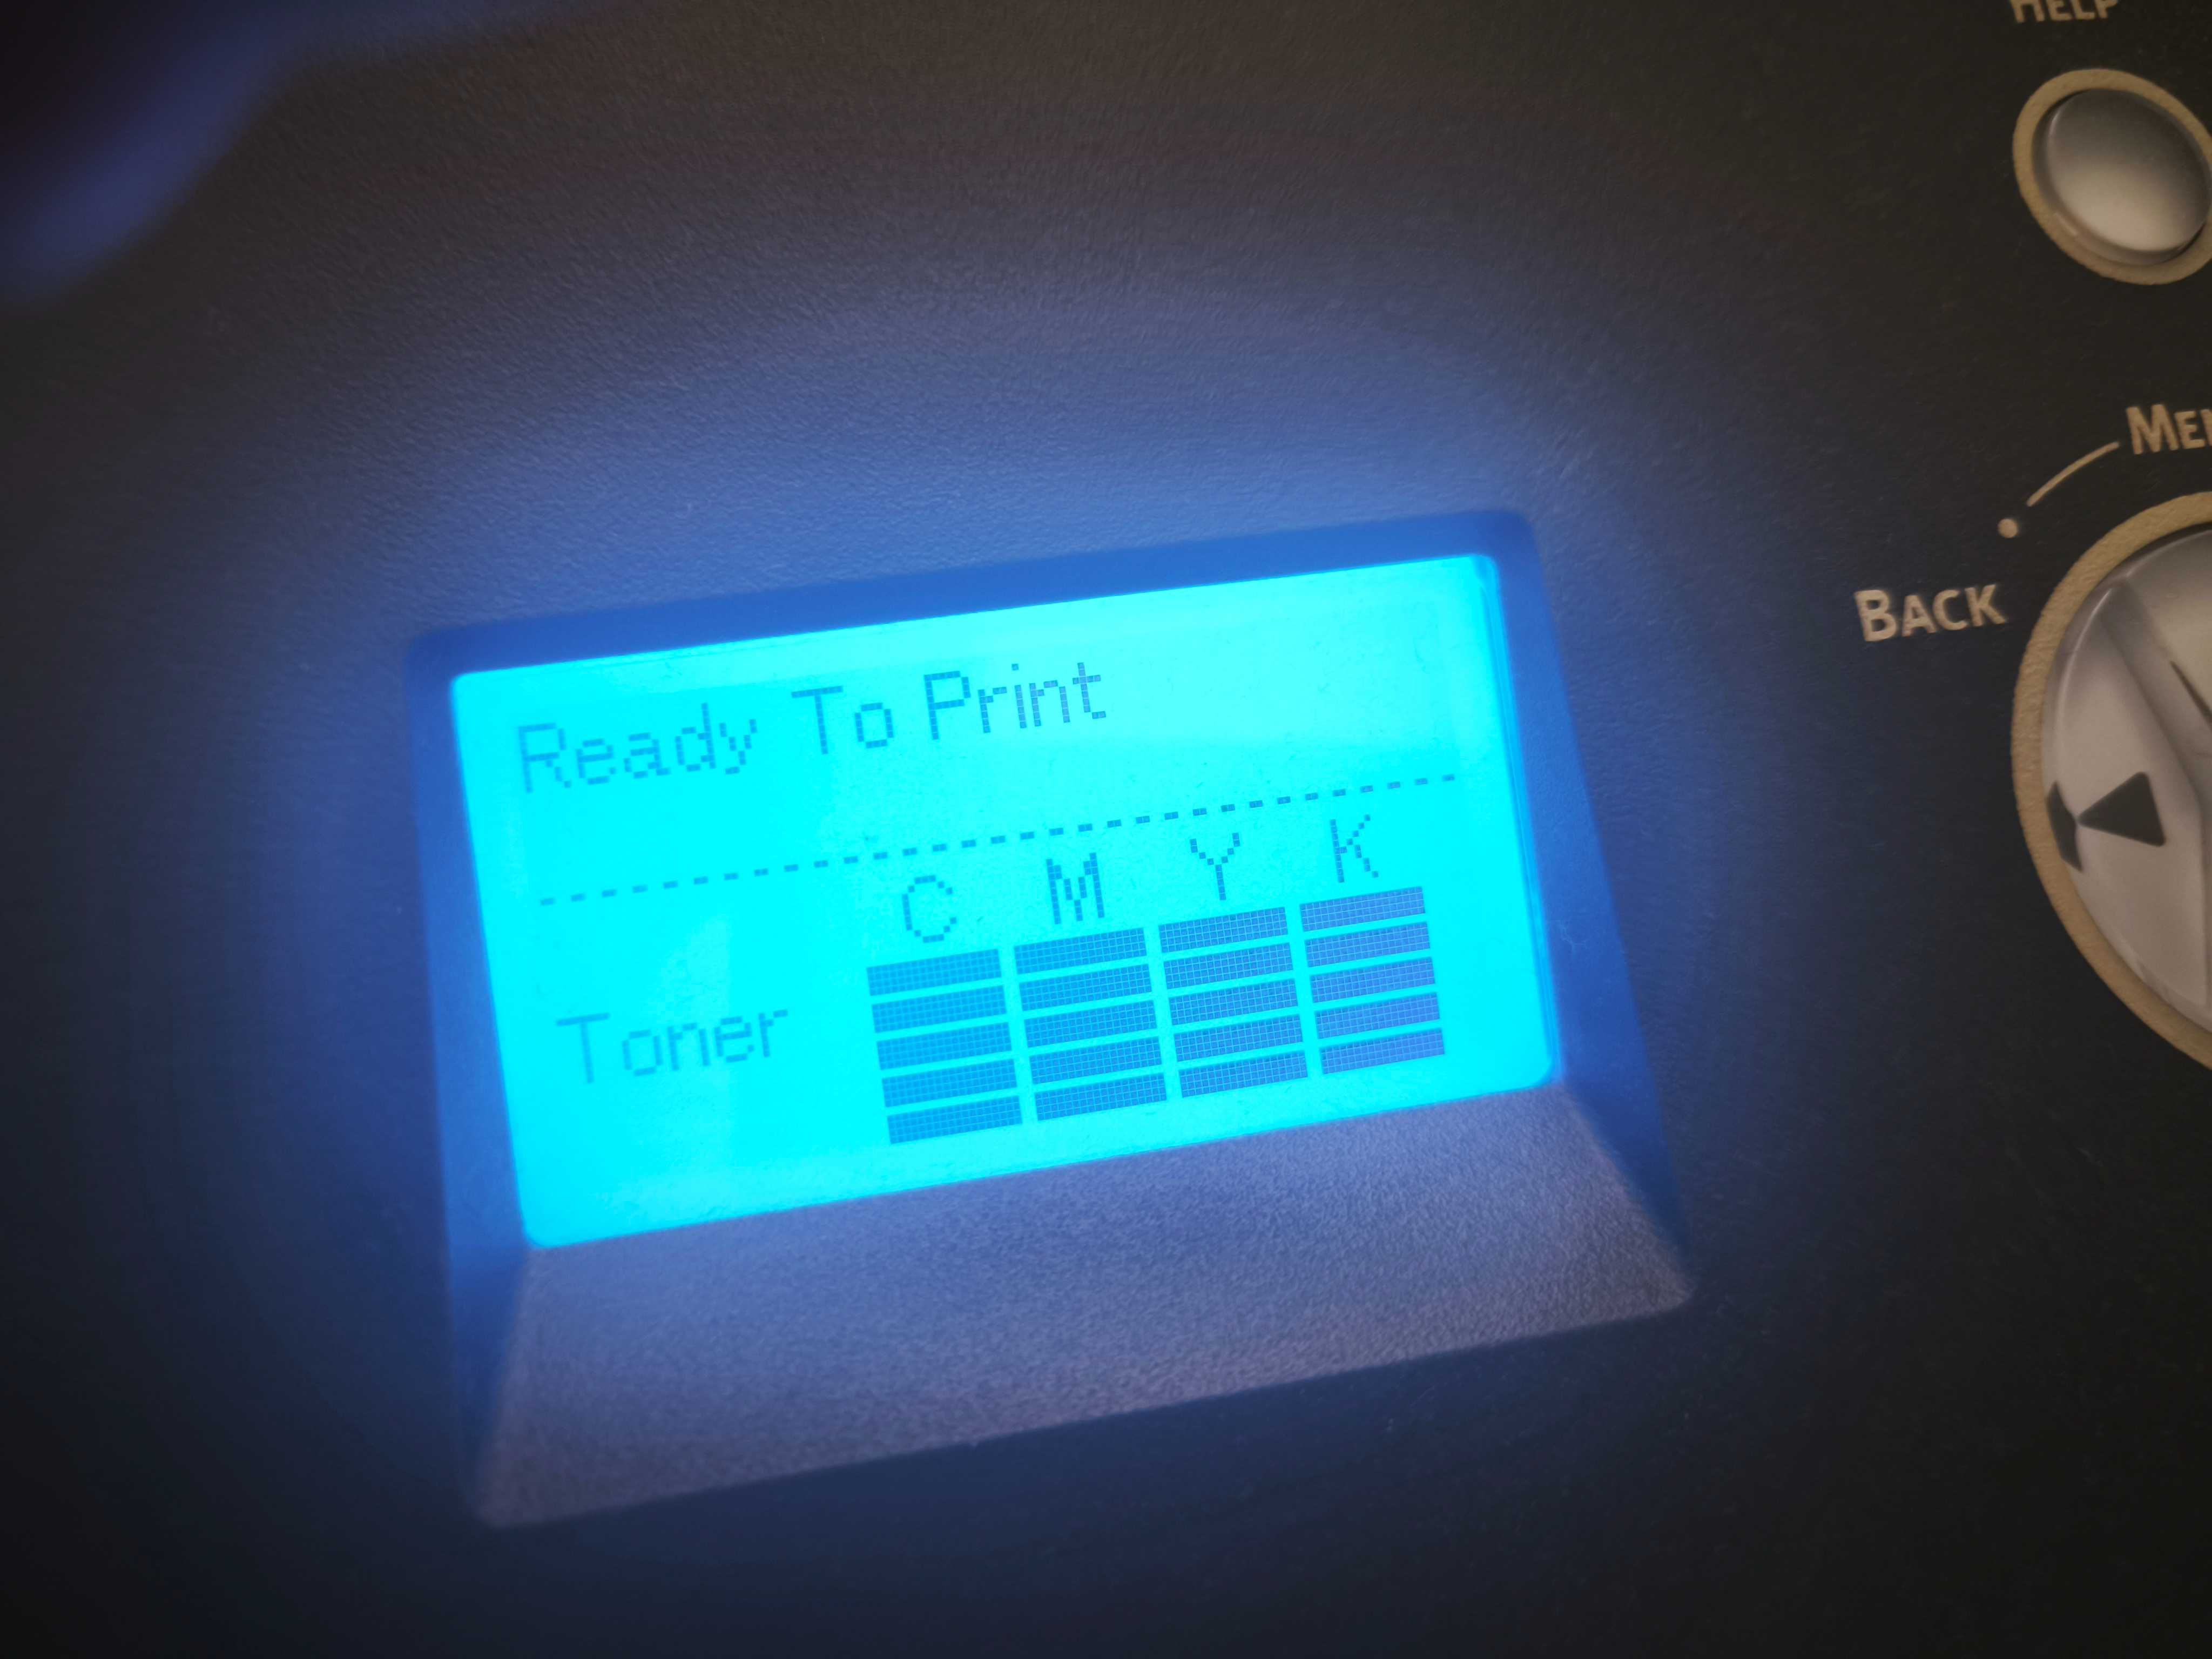 HELP
BACK
Ready To Print
C M Y K
Toner